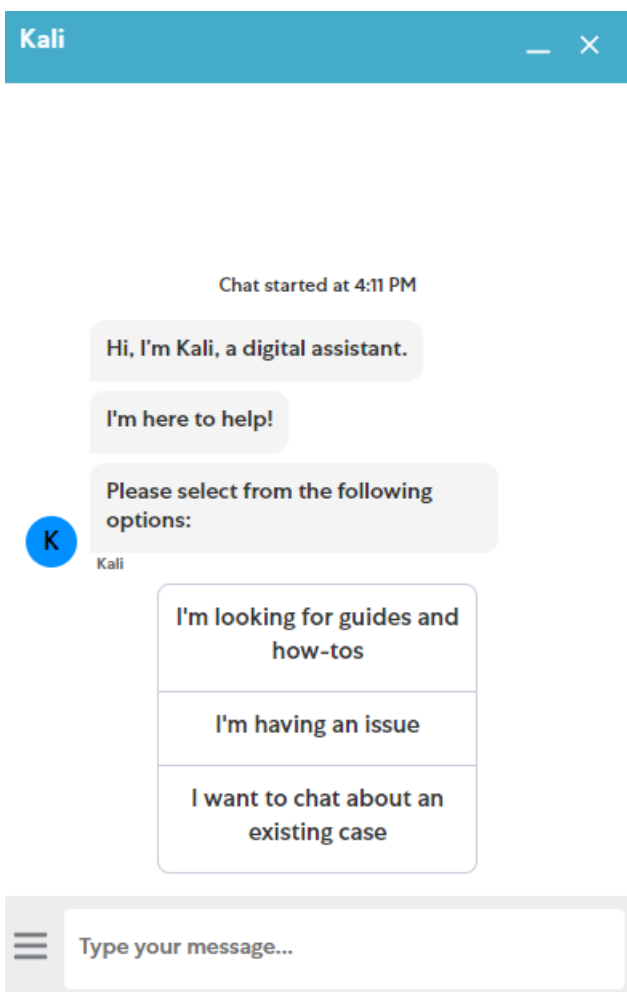 Kali
Chat started at 4:11 PM
Hi, I'm Kali, a digital assistant.
I'm here to help!
Please select from the following
options:
K
Kali
I'm looking for guides and
how-tos
I'm having an issue
I want to chat about an
existing case
Type your message...